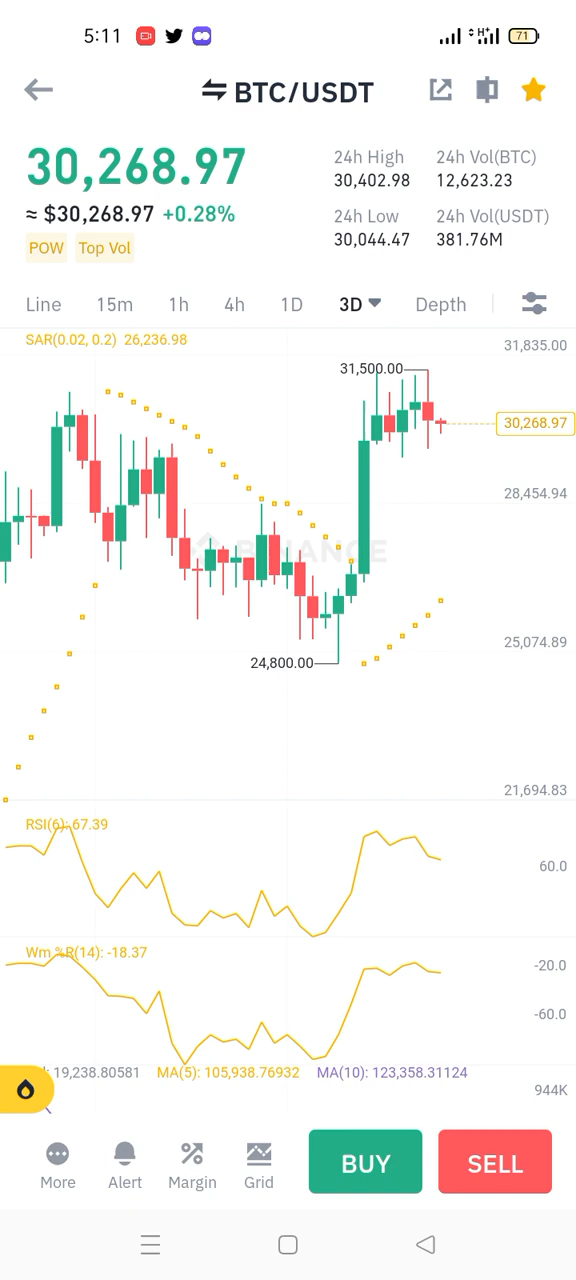 5:11 H+ 71
BTC/USDT
30,268.97
≈ $30,268.97 +0.28%
POW Top Vol
24h High 24h Vol(BTC)
30,402.98 12,623.23
24h Low 24h Vol(USDT)
30,044.47 381.76M
Line 15m 1h 4h 1D 3D Depth
SAR(0.02, 0.2) 26,236.98
31,835.00
31,500.00
30,268.97
28,454.94
BINANCE
25,074.89
24,800.00
21,694.83
RSI(6): 67.39
60.0
Wm %R(14): -18.37
-20.0
-60.0
: 19,238.80581 MA(5): 105,938.76932 MA(10): 123,358.31124
944K
More Alert Margin Grid BUY SELL